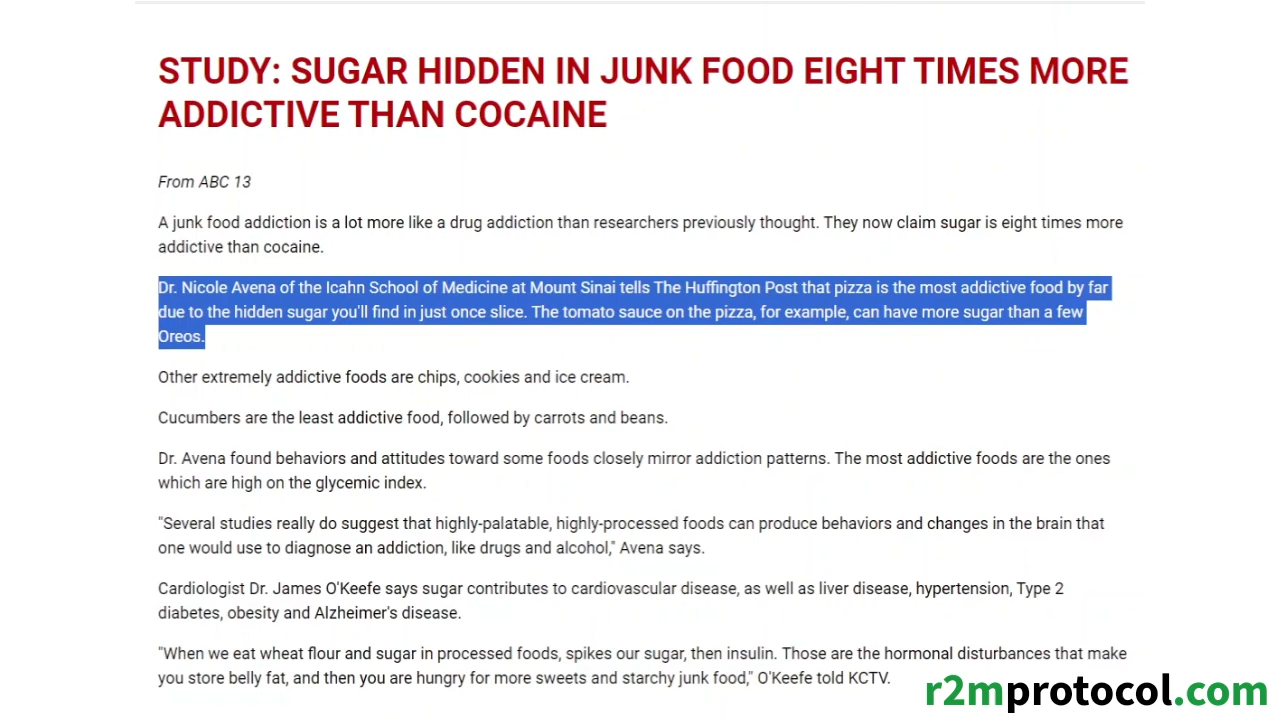 STUDY: SUGAR HIDDEN IN JUNK FOOD EIGHT TIMES MORE
ADDICTIVE THAN COCAINE
From ABC 13
A junk food addiction is a lot more like a drug addiction than researchers previously thought. They now claim sugar is eight times more
addictive than cocaine.
Dr. Nicole Avena of the Icahn School of Medicine at Mount Sinai tells The Huffington Post that pizza is the most addictive food by far
due to the hidden sugar you'll find in just once slice. The tomato sauce on the pizza, for example, can have more sugar than a few
Oreos.
Other extremely addictive foods are chips, cookies and ice cream.
Cucumbers are the least addictive food, followed by carrots and beans.
Dr. Avena found behaviors and attitudes toward some foods closely mirror addiction patterns. The most addictive foods are the ones
which are high on the glycemic index.
"Several studies really do suggest that highly-palatable, highly-processed foods can produce behaviors and changes in the brain that
one would use to diagnose an addiction, like drugs and alcohol," Avena says.
Cardiologist Dr. James O'Keefe says sugar contributes to cardiovascular disease, as well as liver disease, hypertension, Type 2
diabetes, obesity and Alzheimer's disease.
"When we eat wheat flour and sugar in processed foods, spikes our sugar, then insulin. Those are the hormonal disturbances that make
you store belly fat, and then you are hungry for more sweets and starchy junk food," O'Keefe told KCTV.
r2mprotocol.com